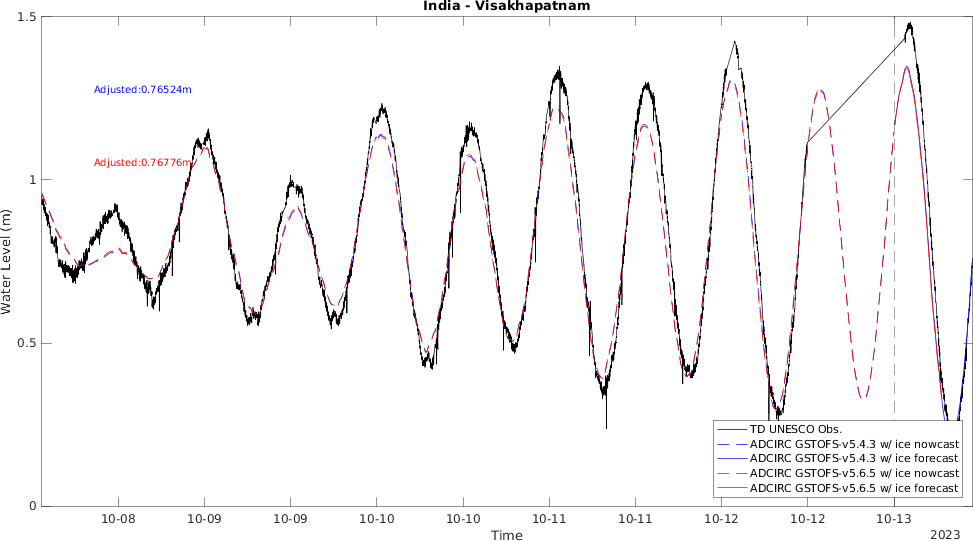 India - Visakhapatnam
1.5
Adjusted:0.76524m
Adjusted:0.76776m
1
Water Level (m)
0.5
TD UNESCO Obs.
ADCIRC GSTOFS-v5.4.3 w/ ice nowcast
ADCIRC GSTOFS-v5.4.3 w/ ice forecast
ADCIRC GSTOFS-v5.6.5 w/ ice nowcast
ADCIRC GSTOFS-v5.6.5 w/ ice forecast
0
10-08 10-09 10-09 10-10 10-10 10-11 10-11 10-12 10-12 10-13
Time
2023